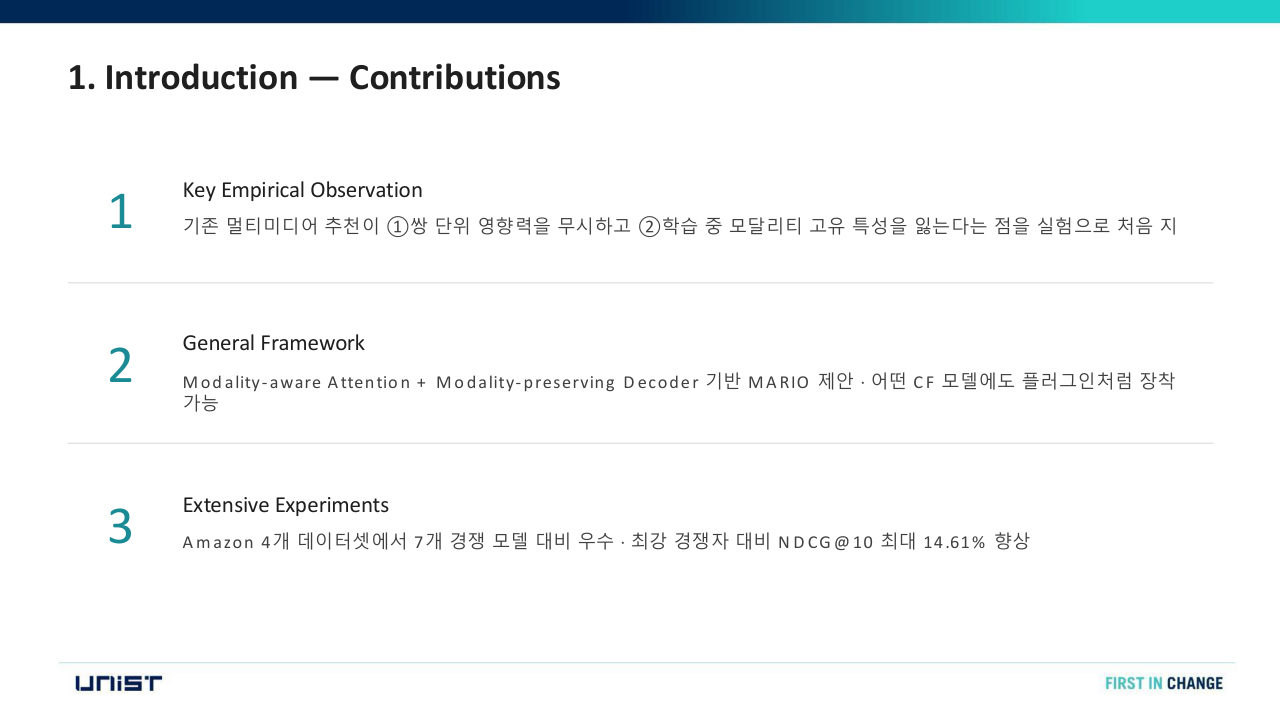 1. Introduction — Contributions
1
Key Empirical Observation
기존 멀티미디어 추천이 ①쌍 단위 영향력을 무시하고 ②학습 중 모달리티 고유 특성을 잃는다는 점을 실험으로 처음 지
2
General Framework
Modality-aware Attention + Modality-preserving Decoder 기반 MARIO 제안 · 어떤 CF 모델에도 플러그인처럼 장착
가능
3
Extensive Experiments
Amazon 4개 데이터셋에서 7개 경쟁 모델 대비 우수 · 최강 경쟁자 대비 NDCG@10 최대 14.61% 향상
UNIST
FIRST IN CHANGE